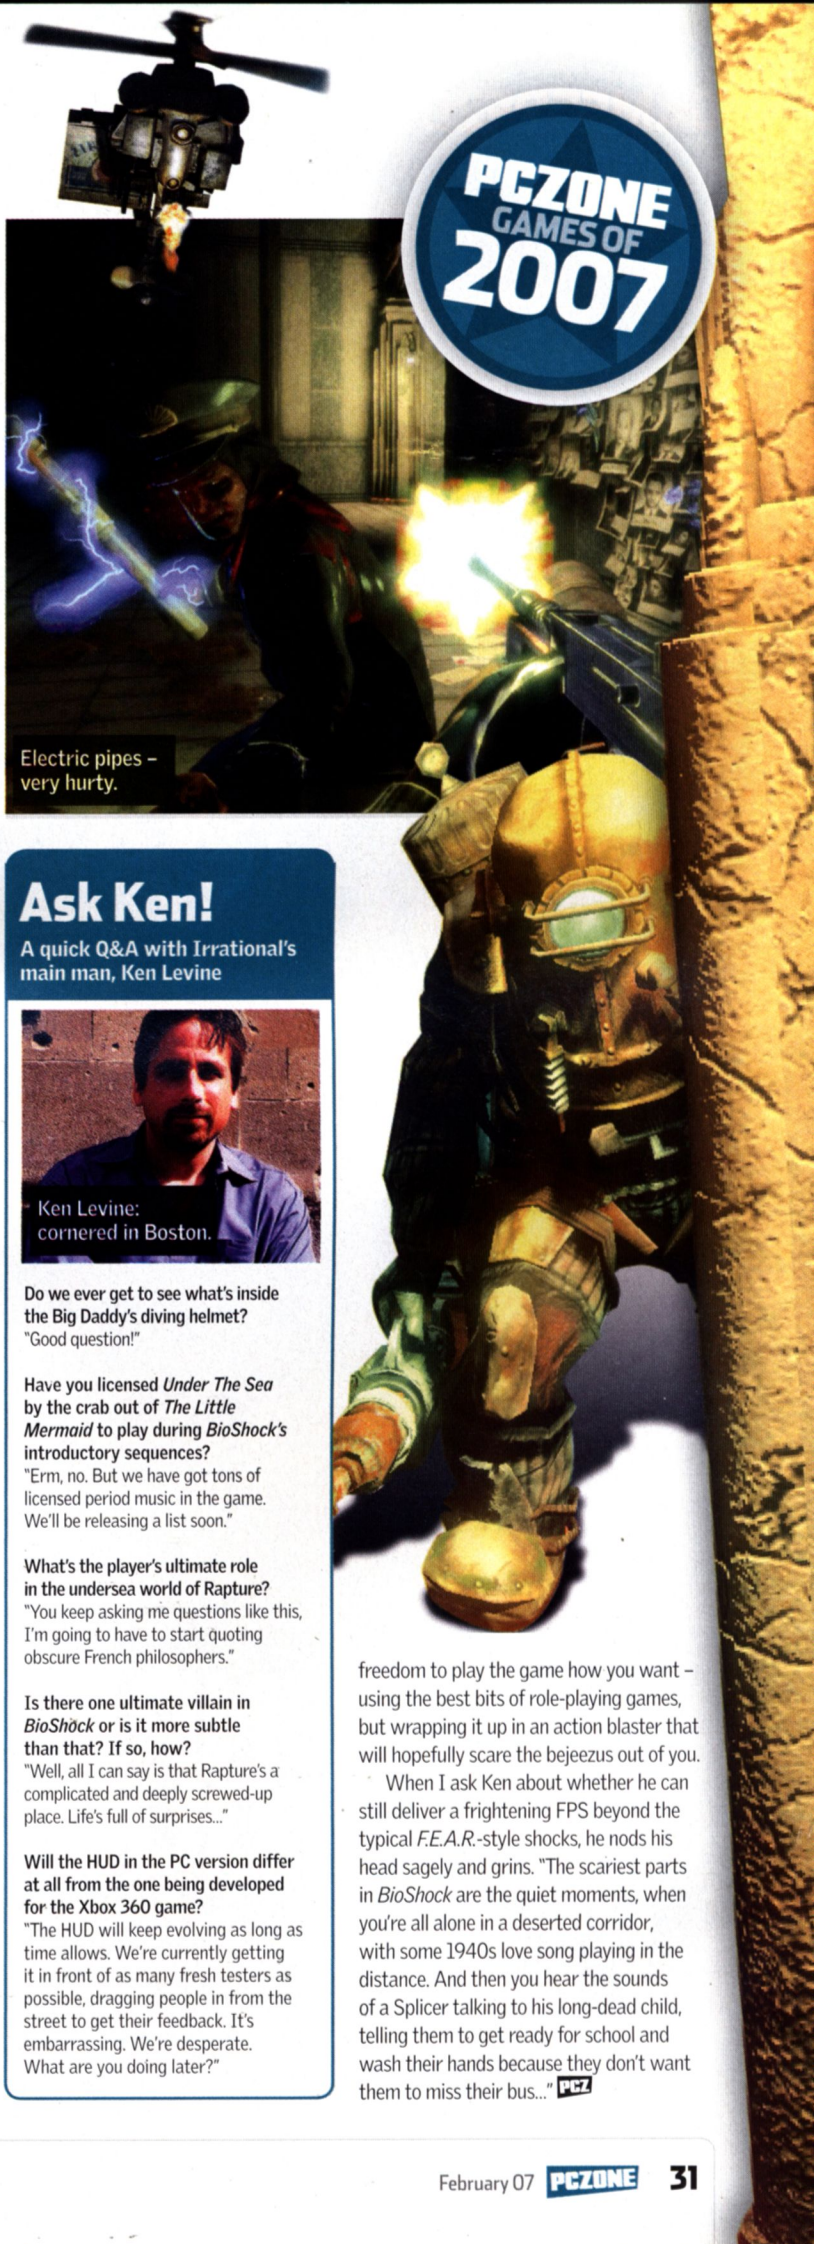 PCZONE
GAMES OF
2007
Electric pipes –
very hurty.
Ask Ken!
A quick Q&A with Irrational's
main man, Ken Levine
Ken Levine:
cornered in Boston.
Do we ever get to see what's inside
the Big Daddy's diving helmet?
"Good question!"
Have you licensed Under The Sea
by the crab out of The Little
Mermaid to play during BioShock's
introductory sequences?
"Erm, no. But we have got tons of
licensed period music in the game.
We'll be releasing a list soon."
What's the player's ultimate role
in the undersea world of Rapture?
"You keep asking me questions like this,
I'm going to have to start quoting
obscure French philosophers."
Is there one ultimate villain in
BioShock or is it more subtle
than that? If so, how?
"Well, all I can say is that Rapture's a
complicated and deeply screwed-up
place. Life's full of surprises..."
Will the HUD in the PC version differ
at all from the one being developed
for the Xbox 360 game?
"The HUD will keep evolving as long as
time allows. We're currently getting
it in front of as many fresh testers as
possible, dragging people in from the
street to get their feedback. It's
embarrassing. We're desperate.
What are you doing later?"
freedom to play the game how you want –
using the best bits of role-playing games,
but wrapping it up in an action blaster that
will hopefully scare the bejeezus out of you.
When I ask Ken about whether he can
still deliver a frightening FPS beyond the
typical F.E.A.R.-style shocks, he nods his
head sagely and grins. "The scariest parts
in BioShock are the quiet moments, when
you're all alone in a deserted corridor,
with some 1940s love song playing in the
distance. And then you hear the sounds
of a Splicer talking to his long-dead child,
telling them to get ready for school and
wash their hands because they don't want
them to miss their bus..." PCZ
February 07 PCZONE 31